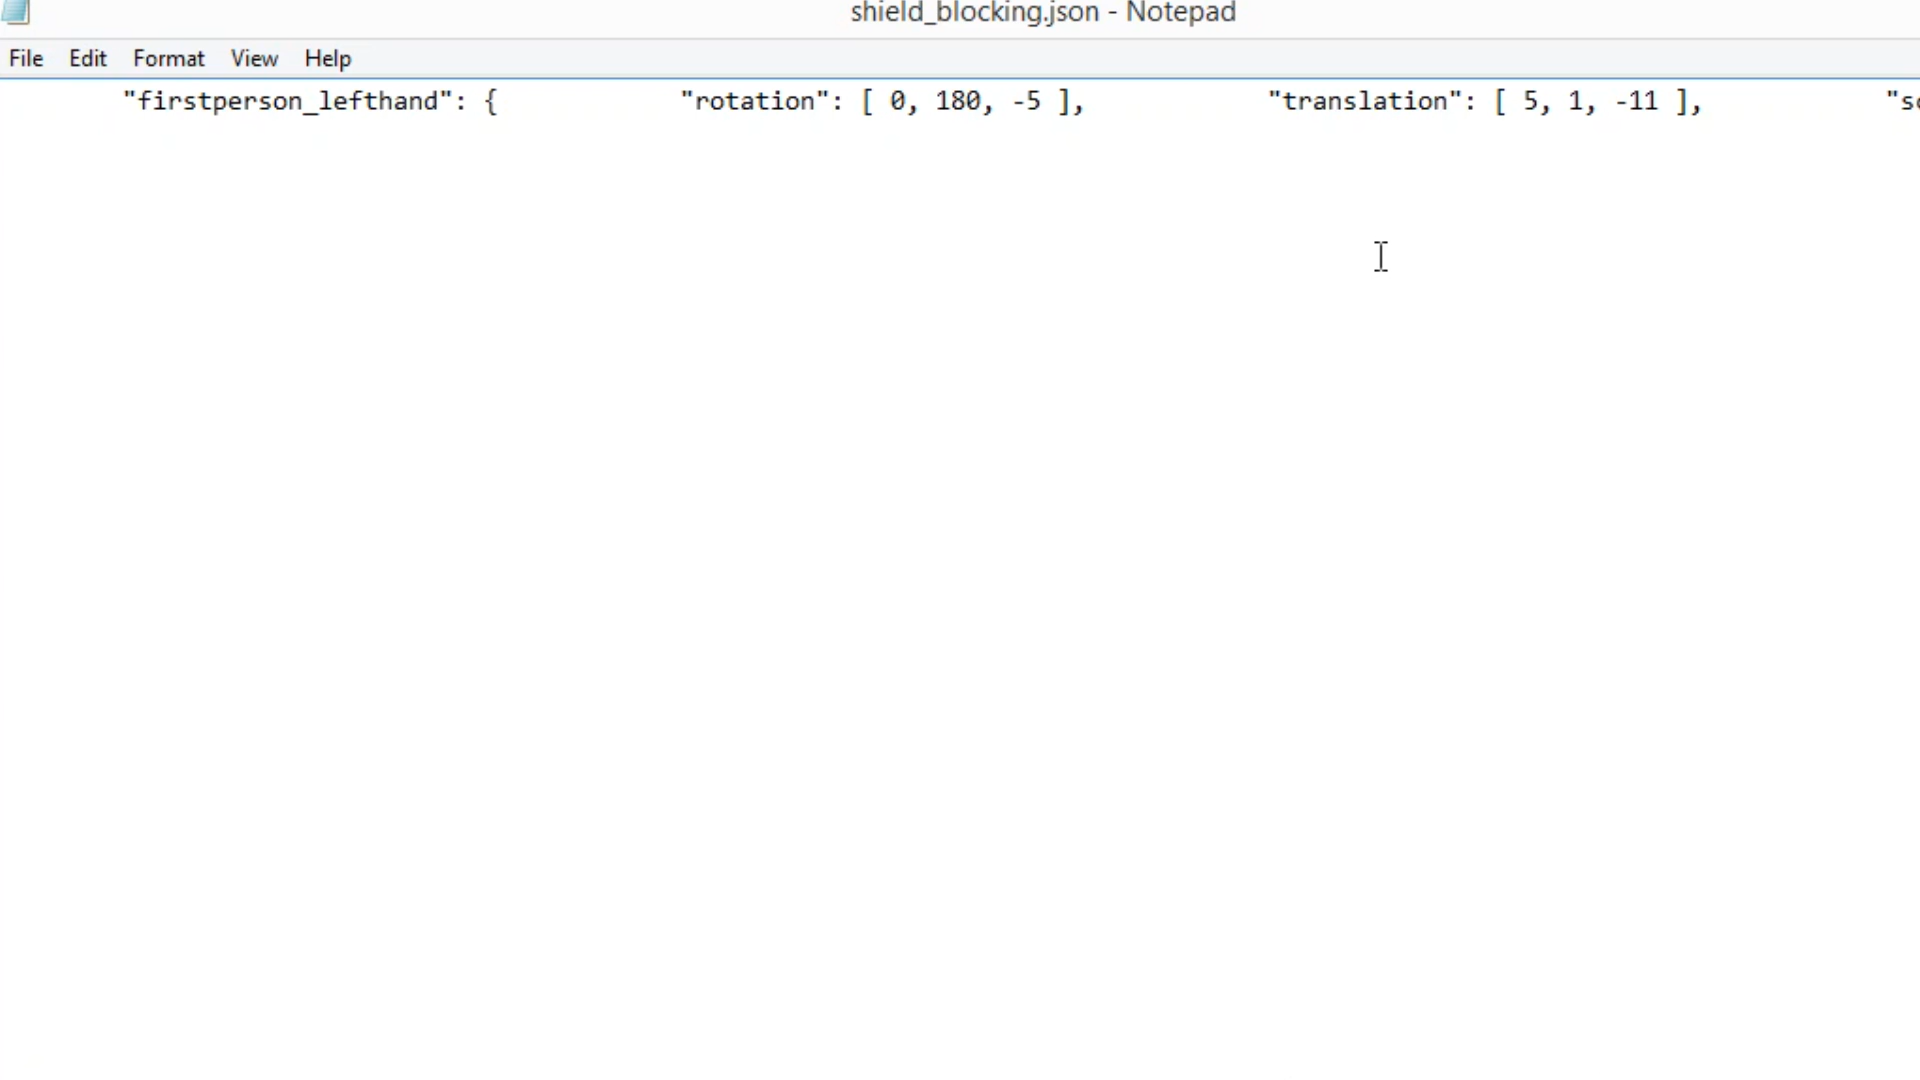 shield_blocking.json - Notepad
File Edit Format View Help
"firstperson_lefthand": { "rotation": [ 0, 180, -5 ], "translation": [ 5, 1, -11 ],